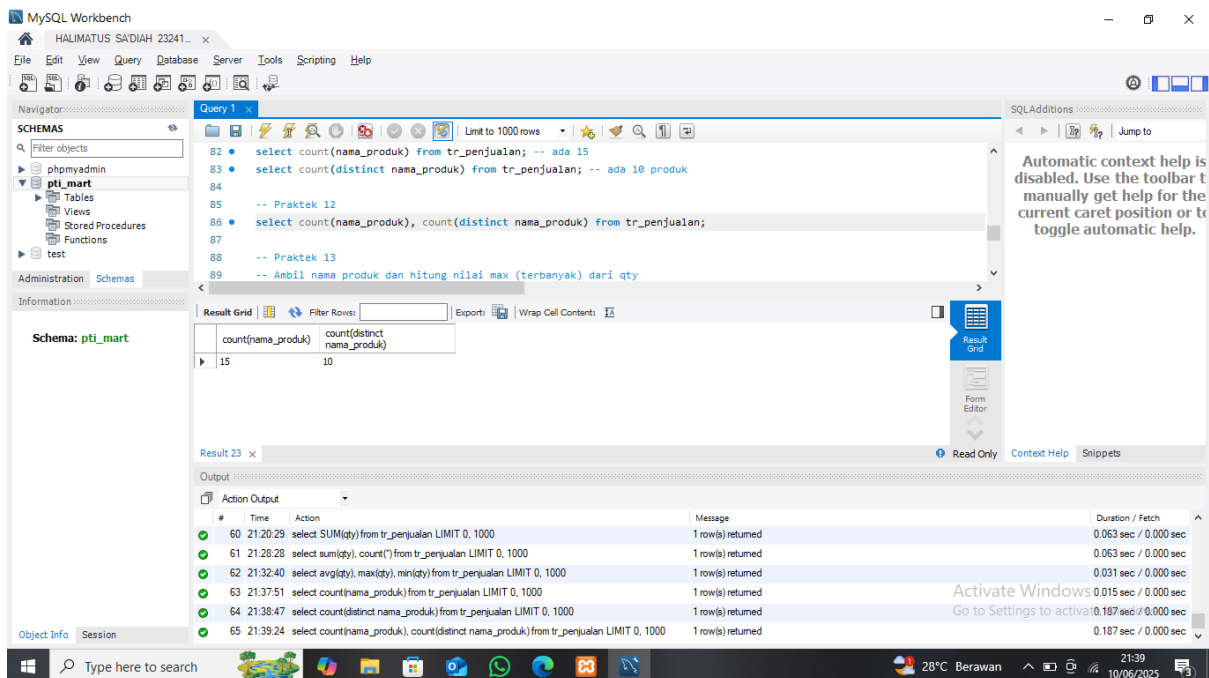 MySQL Workbench
HALIMATUS SA'DIAH 23241... ×
File Edit View Query Database Server Tools Scripting Help
Navigator
SCHEMAS
Filter objects
phpmyadmin
pti_mart
Tables
Views
Stored Procedures
Functions
test
Administration Schemas
Information
Schema: pti_mart
Object Info Session
Query 1 ×
Limit to 1000 rows
82 select count(nama_produk) from tr_penjualan; -- ada 15
83 select count(distinct nama_produk) from tr_penjualan; -- ada 10 produk
84
85 -- Praktek 12
86 select count(nama_produk), count(distinct nama_produk) from tr_penjualan;
87
88 -- Praktek 13
89 -- Ambil nama produk dan hitung nilai max (terbanyak) dari qty
Result Grid Filter Rows: Export: Wrap Cell Content:
count(nama_produk) count(distinct
nama_produk)
15 10
Result
Grid
Form
Editor
Result 23 × Read Only
SQLAdditions
Jump to
Automatic context help is
disabled. Use the toolbar t
manually get help for the
current caret position or to
toggle automatic help.
Context Help Snippets
Output
Action Output
# Time Action Message Duration / Fetch
60 21:20:29 select SUM(qty) from tr_penjualan LIMIT 0, 1000 1 row(s) returned 0.063 sec / 0.000 sec
61 21:28:28 select sum(qty), count(*) from tr_penjualan LIMIT 0, 1000 1 row(s) returned 0.063 sec / 0.000 sec
62 21:32:40 select avg(qty), max(qty), min(qty) from tr_penjualan LIMIT 0, 1000 1 row(s) returned 0.031 sec / 0.000 sec
63 21:37:51 select count(nama_produk) from tr_penjualan LIMIT 0, 1000 1 row(s) returned 0.015 sec / 0.000 sec
64 21:38:47 select count(distinct nama_produk) from tr_penjualan LIMIT 0, 1000 1 row(s) returned 0.187 sec / 0.000 sec
65 21:39:24 select count(nama_produk), count(distinct nama_produk) from tr_penjualan LIMIT 0, 1000 1 row(s) returned 0.187 sec / 0.000 sec
Activate Windows
Go to Settings to activate
Type here to search
28°C Berawan
21:39
10/06/2025
3